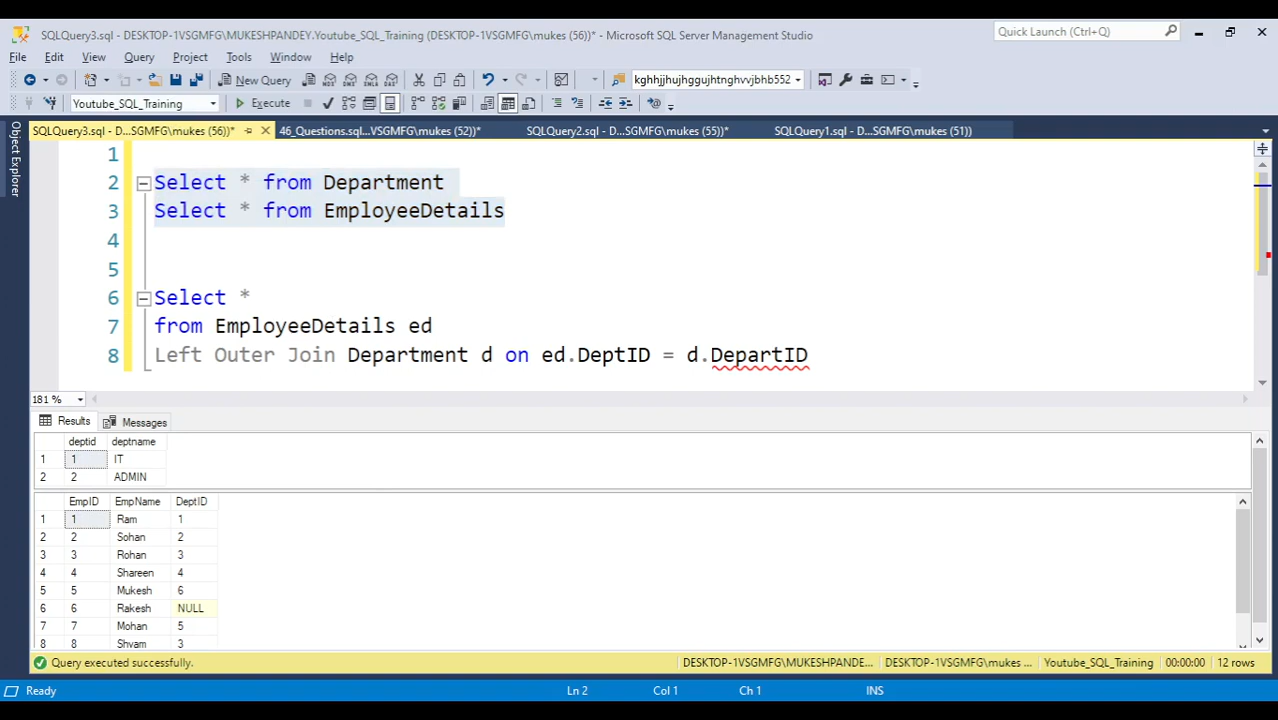 SQLQuery3.sql - DESKTOP-1VSGMFG\MUKESHPANDEY.Youtube_SQL_Training (DESKTOP-1VSGMFG\mukes (56))* - Microsoft SQL Server Management Studio
Quick Launch (Ctrl+Q)
File Edit View Query Project Tools Window Help
New Query kghhjjhujhggujhtnghvvjbhb552
Youtube_SQL_Training Execute
SQLQuery3.sql - D...SGMFG\mukes (56))* 46_Questions.sql...VSGMFG\mukes (52))* SQLQuery2.sql - D...SGMFG\mukes (55))* SQLQuery1.sql - D...SGMFG\mukes (51))
Object Explorer
1
2 Select * from Department
3 Select * from EmployeeDetails
4
5
6 Select *
7 from EmployeeDetails ed
8 Left Outer Join Department d on ed.DeptID = d.DepartID
181 %
Results Messages
deptid deptname
1 1 IT
2 2 ADMIN
EmpID EmpName DeptID
1 1 Ram 1
2 2 Sohan 2
3 3 Rohan 3
4 4 Shareen 4
5 5 Mukesh 6
6 6 Rakesh NULL
7 7 Mohan 5
8 8 Shyam 3
Query executed successfully. DESKTOP-1VSGMFG\MUKESHPANDE... DESKTOP-1VSGMFG\mukes ... Youtube_SQL_Training 00:00:00 12 rows
Ready Ln 2 Col 1 Ch 1 INS